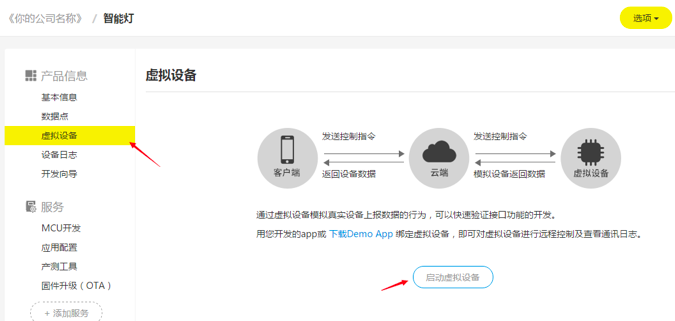 《你的公司名称》 / 智能灯
选项
产品信息
基本信息
数据点
虚拟设备
设备日志
开发向导
服务
MCU开发
应用配置
产测工具
固件升级（OTA）
+ 添加服务
虚拟设备
发送控制指令
发送控制指令
返回设备数据
模拟设备返回数据
客户端
云端
虚拟设备
通过虚拟设备模拟真实设备上报数据的行为，可以快速验证接口功能的开发。
用您开发的app或 下载Demo App 绑定虚拟设备，即可对虚拟设备进行远程控制及查看通讯日志。
启动虚拟设备